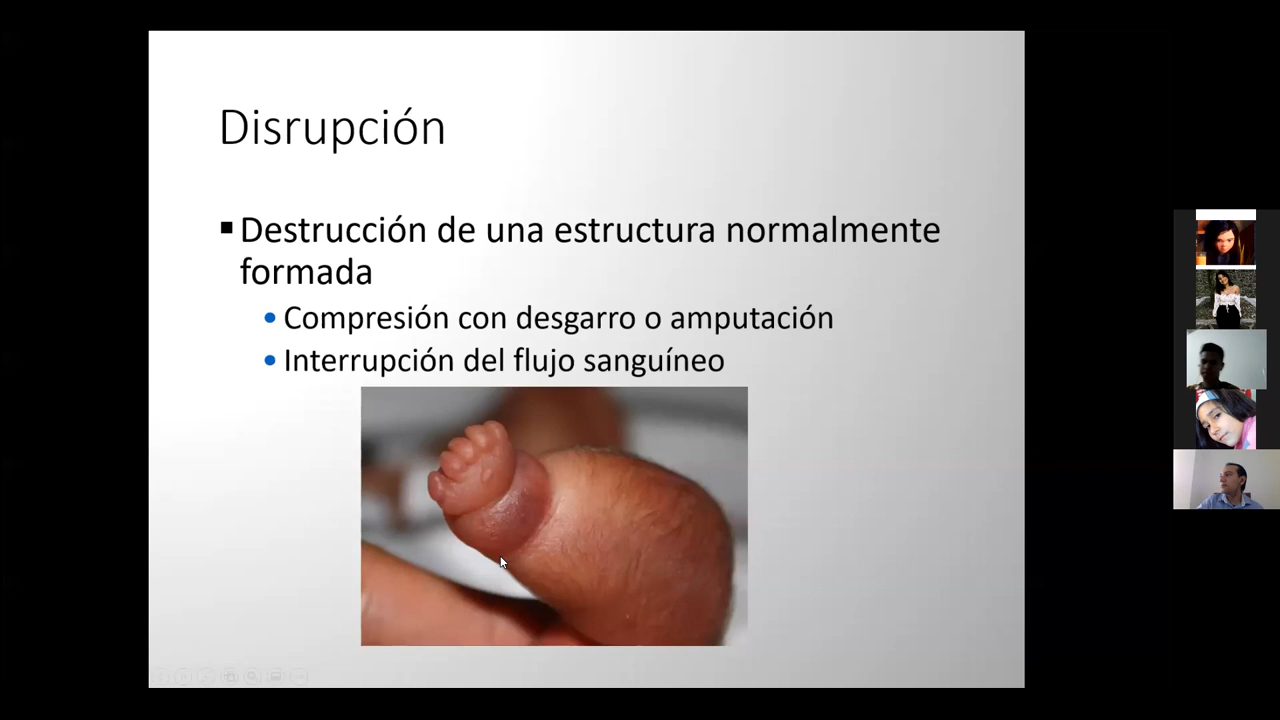 Disrupción
Destrucción de una estructura normalmente
formada
Compresión con desgarro o amputación
Interrupción del flujo sanguíneo